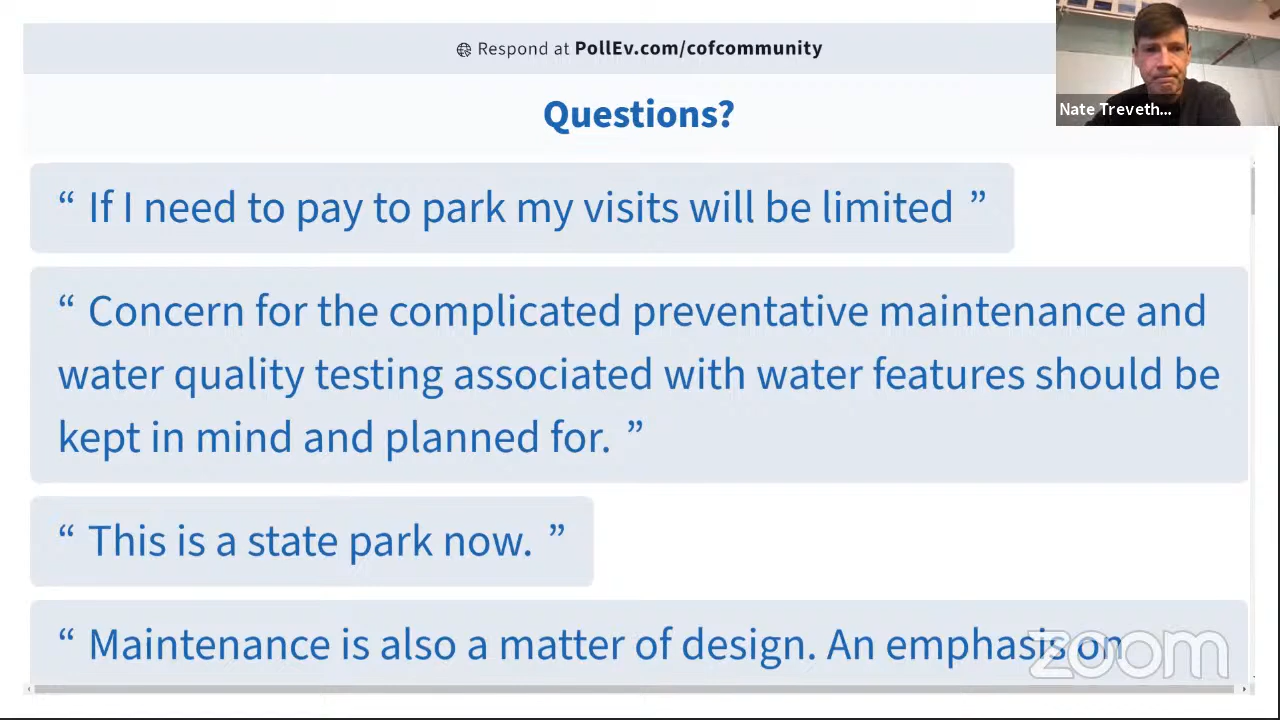 Respond at PollEv.com/cofcommunity
Nate Treveth...
Questions?
“ If I need to pay to park my visits will be limited ”
“ Concern for the complicated preventative maintenance and
water quality testing associated with water features should be
kept in mind and planned for. ”
“ This is a state park now. ”
“ Maintenance is also a matter of design. An emphasis on
zoom